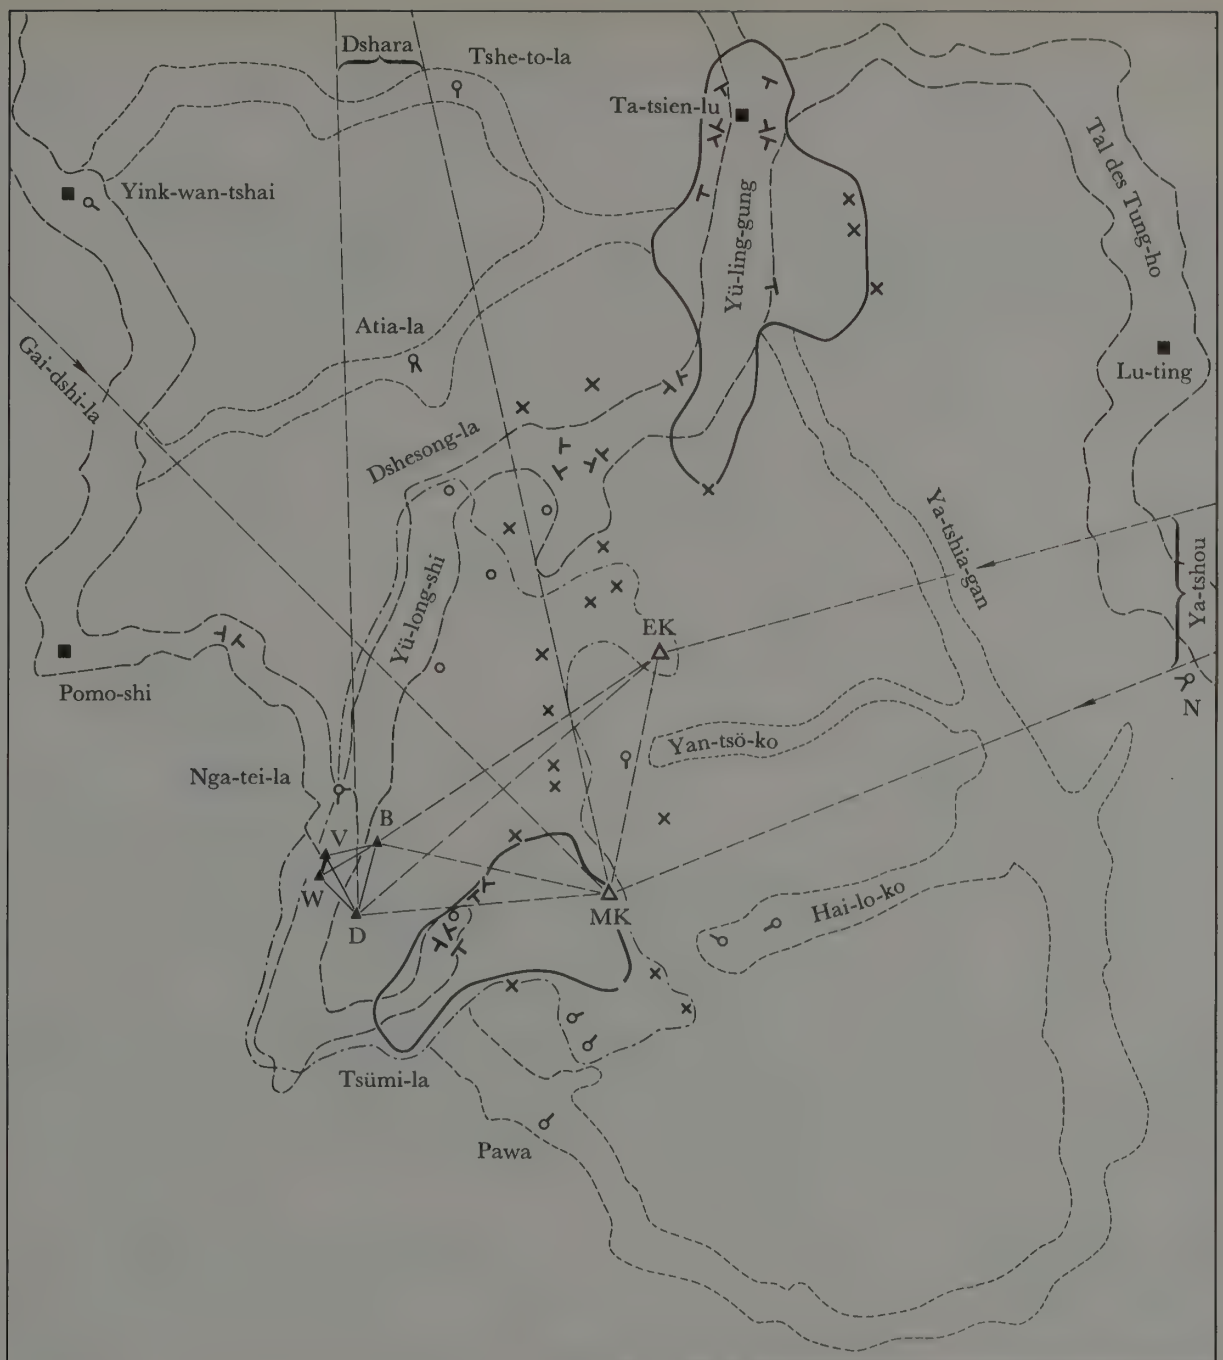 Dshara
Tshe-to-la
Ta-tsien-lu
Tal des Tung-ho
Yink-wan-tshai
Yü-ling-gung
Atia-la
Gai-dshi-la
Lu-ting
Dshesong-la
Ya-tshia-gan
Ya-tshou
Yü-long-shi
EK
Pomo-shi
N
Yan-tsö-ko
Nga-tei-la
V
B
W
D
MK
Hai-lo-ko
Tsümi-la
Pawa